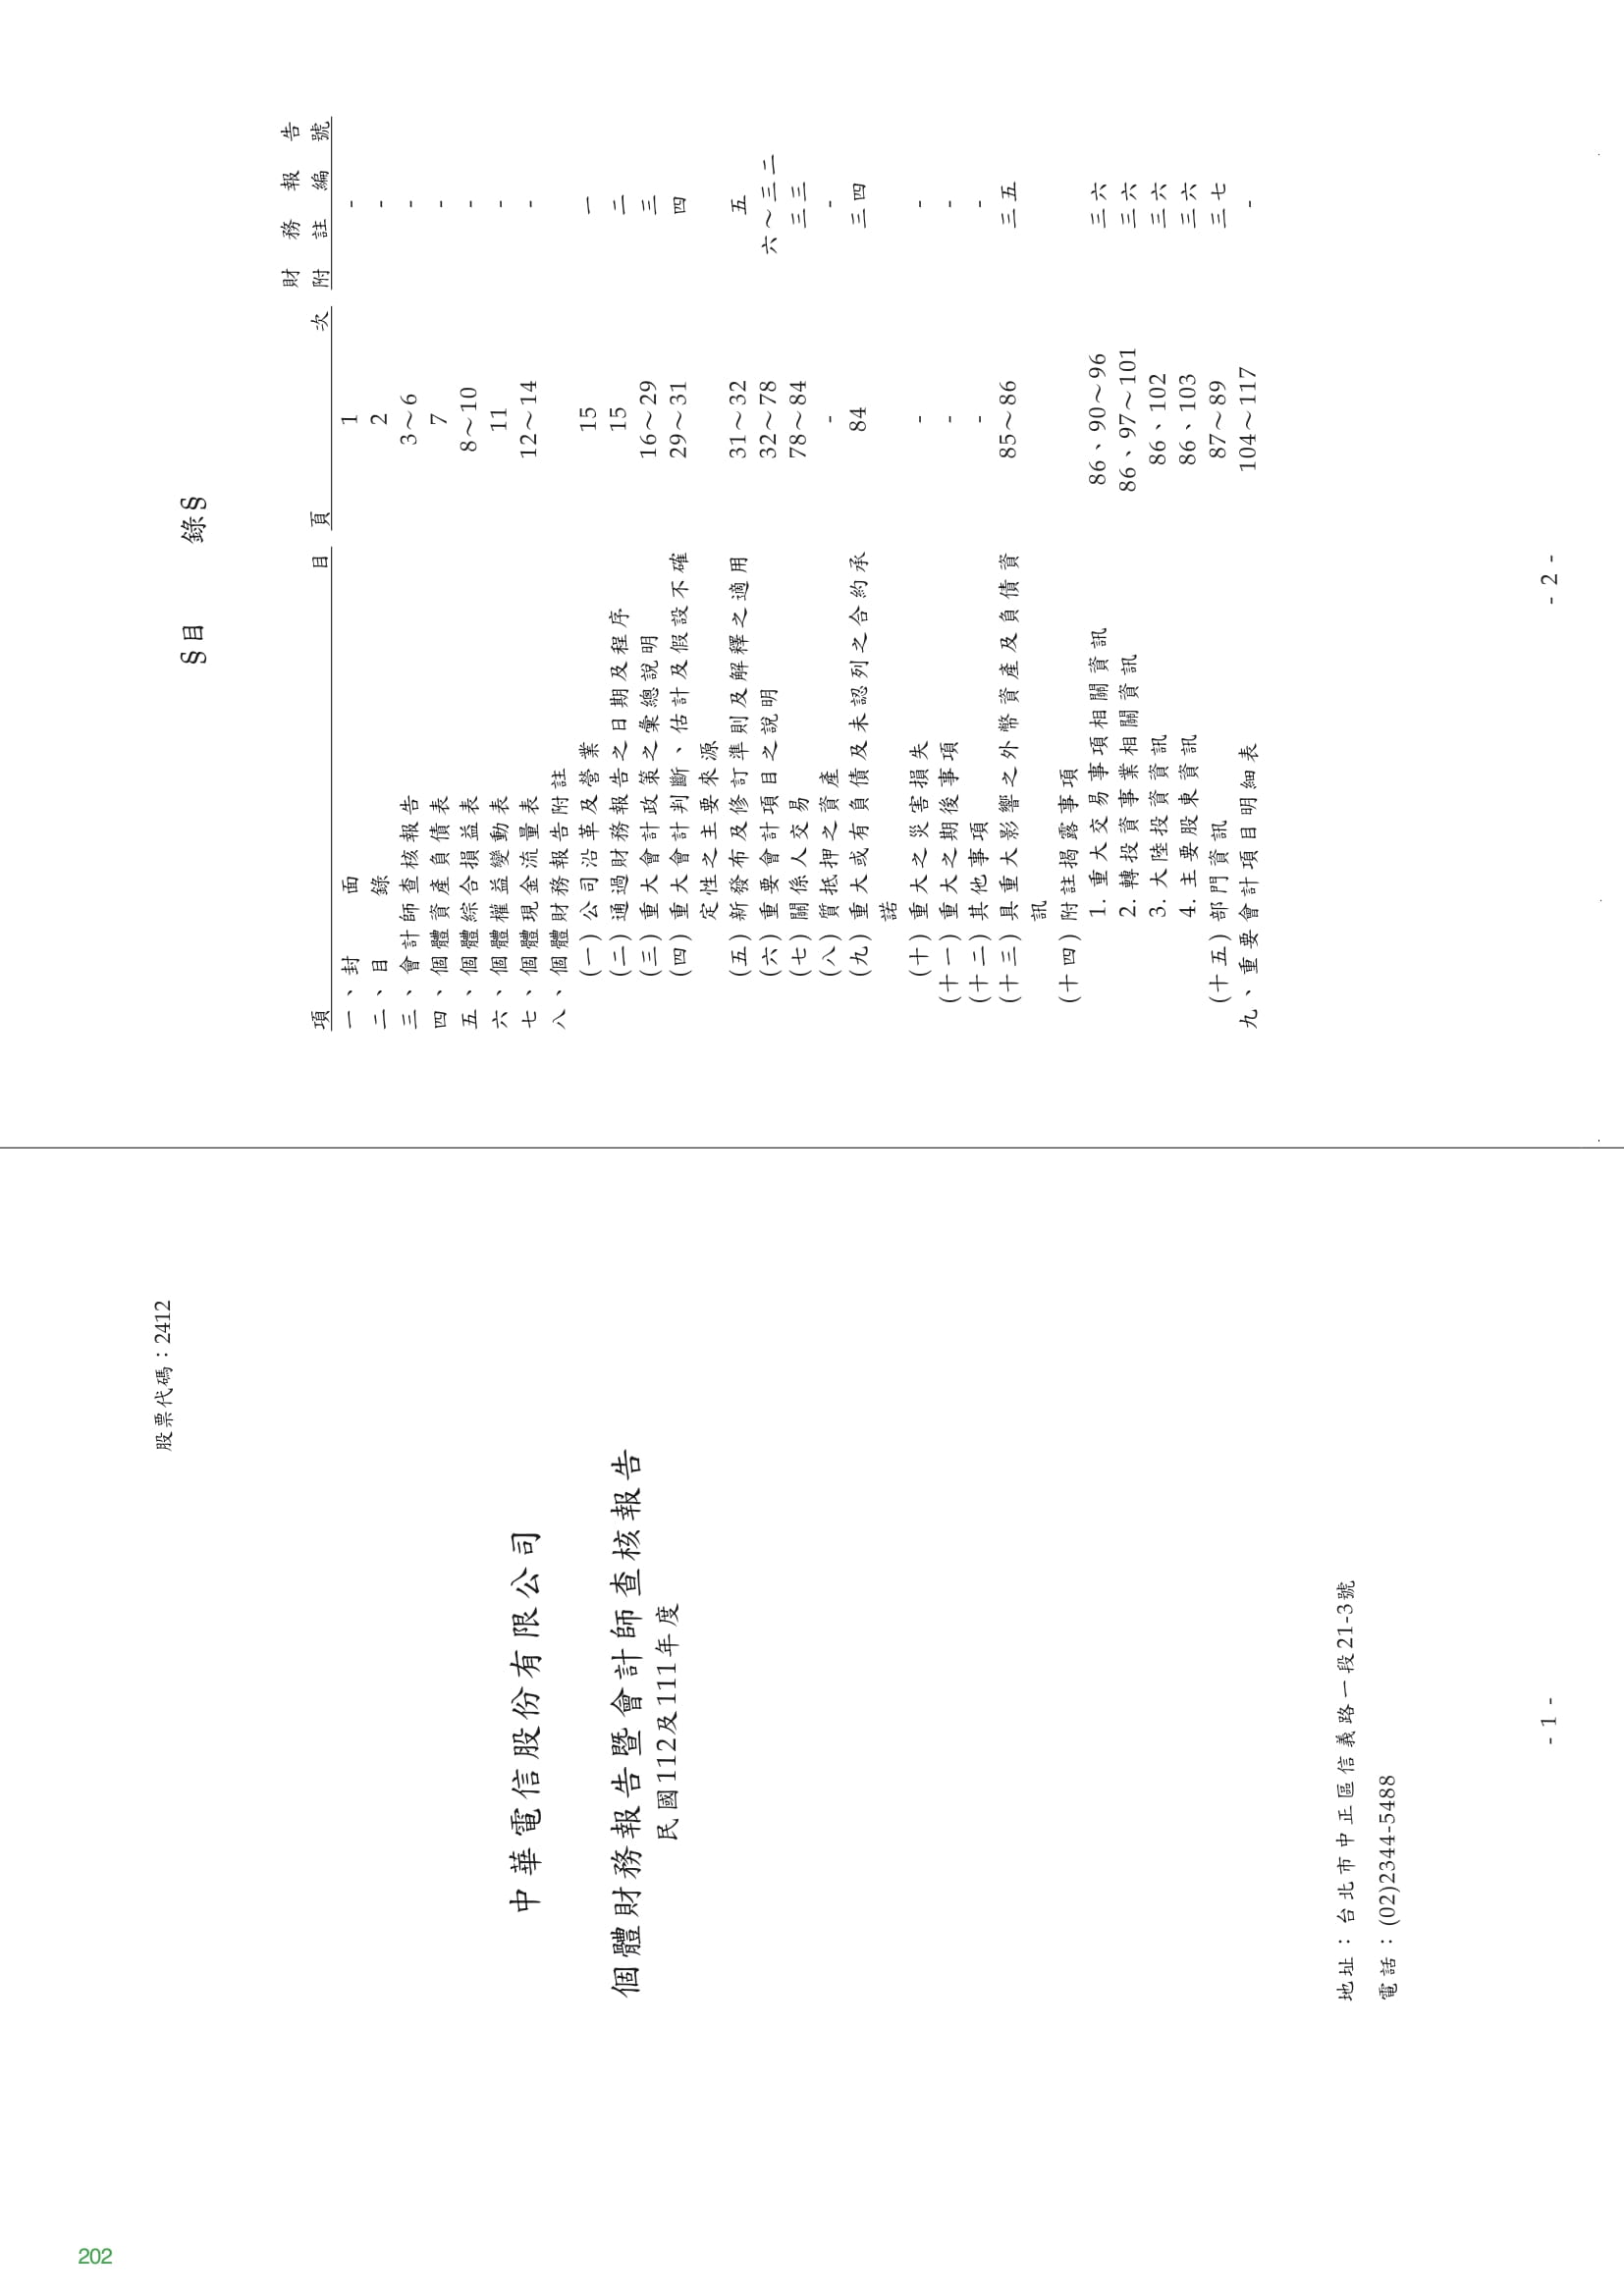 股票代碼：2412
中華電信股份有限公司
個體財務報告暨會計師查核報告
民國112及111年度
地址：台北市中正區信義路一段21-3號
電話：(02)2344-5488
- 1 -
§目 錄§
財務報告
項 目 頁 次 附註編號
一、封 面 1 -
二、目 錄 2 -
三、會計師查核報告 3～6 -
四、個體資產負債表 7 -
五、個體綜合損益表 8～10 -
六、個體權益變動表 11 -
七、個體現金流量表 12～14 -
八、個體財務報告附註
(一) 公司沿革及營業 15 一
(二) 通過財務報告之日期及程序 15 二
(三) 重大會計政策之彙總說明 16～29 三
(四) 重大會計判斷、估計及假設不確 29～31 四
定性之主要來源
(五) 新發布及修訂準則及解釋之適用 31～32 五
(六) 重要會計項目之說明 32～78 六～三二
(七) 關係人交易 78～84 三三
(八) 質抵押之資產 - -
(九) 重大或有負債及未認列之合約承 84 三四
諾
(十) 重大之災害損失 - -
(十一) 重大之期後事項 - -
(十二) 其他事項 - -
(十三) 具重大影響之外幣資產及負債資 85～86 三五
訊
(十四) 附註揭露事項
1. 重大交易事項相關資訊 86、90～96 三六
2. 轉投資事業相關資訊 86、97～101 三六
3. 大陸投資資訊 86、102 三六
4. 主要股東資訊 86、103 三六
(十五) 部門資訊 87～89 三七
九、重要會計項目明細表 104～117 -
- 2 -
202